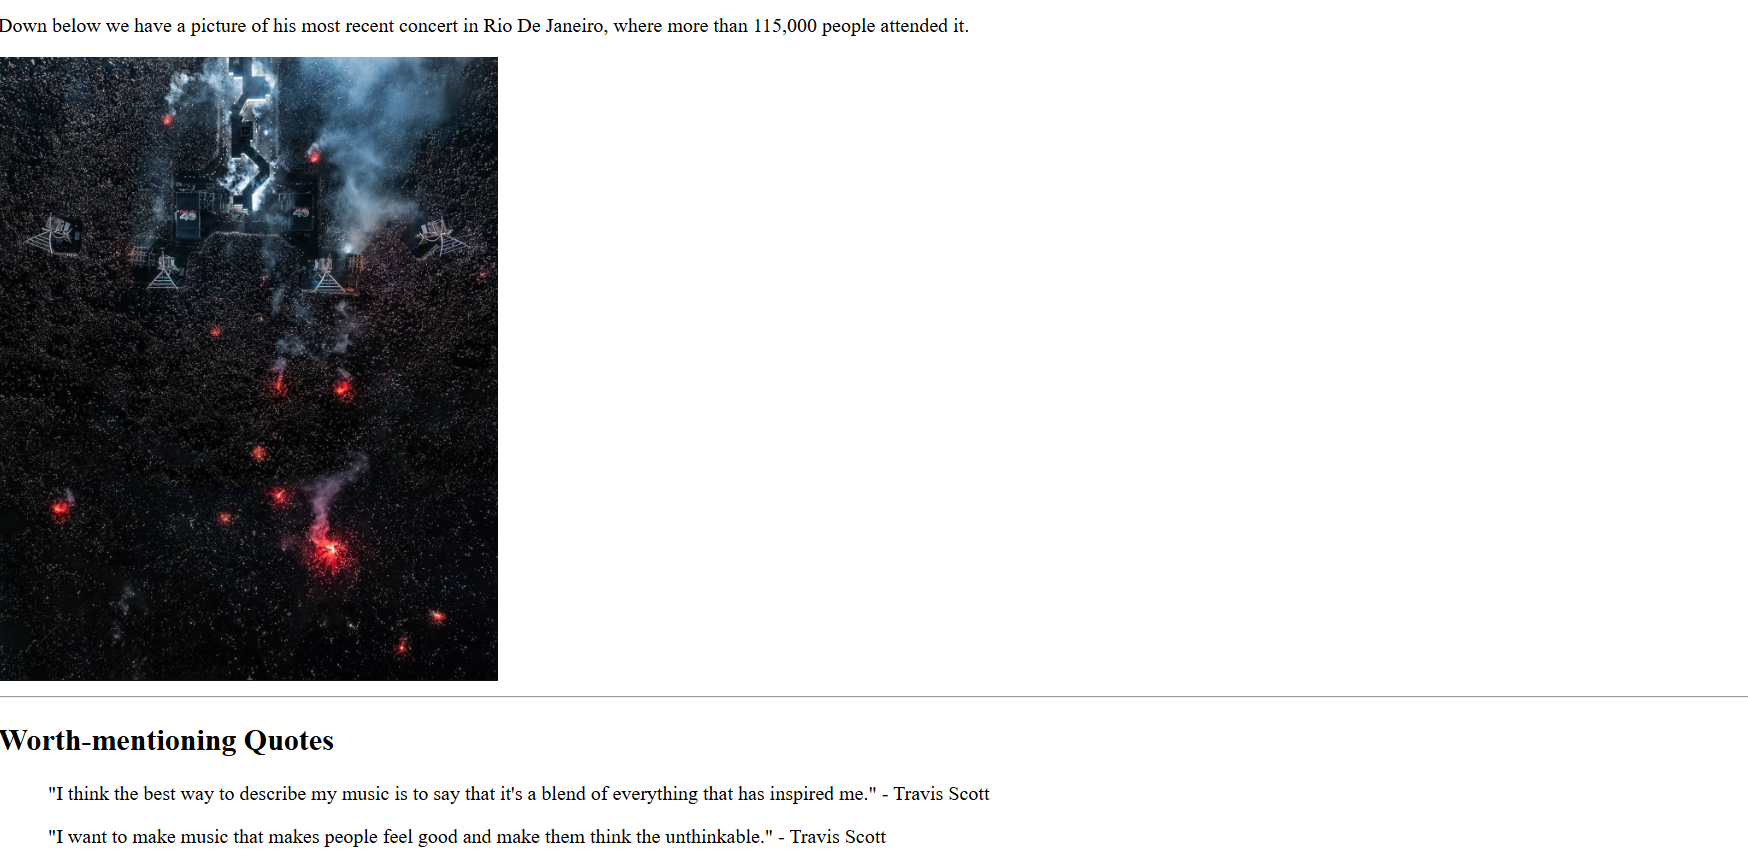 Down below we have a picture of his most recent concert in Rio De Janeiro, where more than 115,000 people attended it.
49
49
Worth-mentioning Quotes
"I think the best way to describe my music is to say that it's a blend of everything that has inspired me." - Travis Scott
"I want to make music that makes people feel good and make them think the unthinkable." - Travis Scott